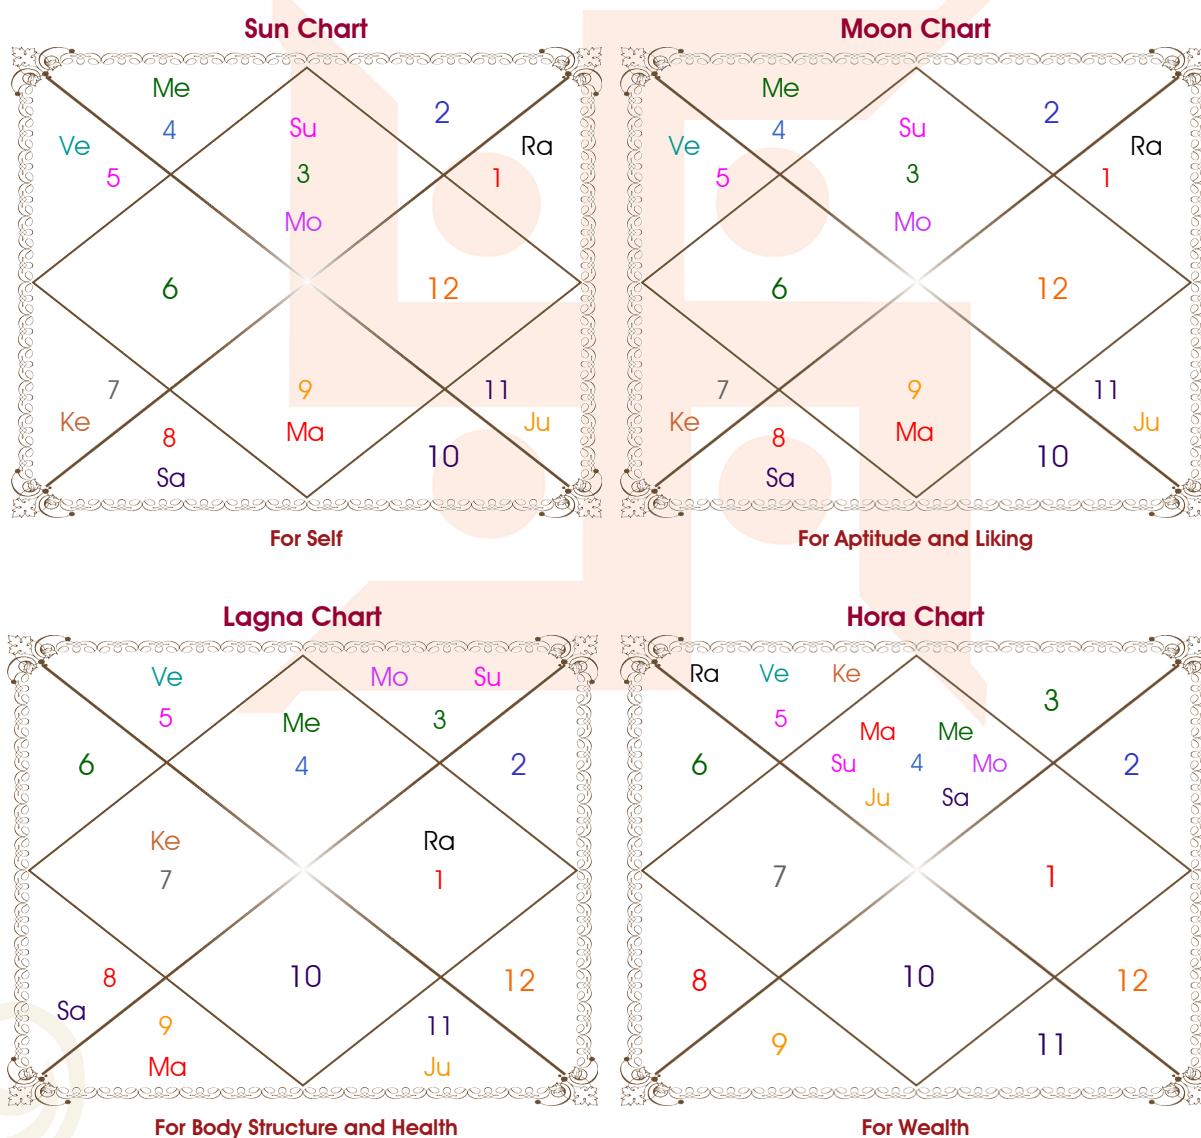 Sun Chart
Me
2
4
Su
Ve
Ra
5
3
1
Mo
6
12
7
9
11
Ke
Ma
Ju
8
10
Sa
For Self
Moon Chart
Me
2
4
Su
Ve
Ra
5
3
1
Mo
6
12
7
9
11
Ke
Ma
Ju
8
10
Sa
For Aptitude and Liking
Lagna Chart
Ve
Mo
Su
5
Me
3
6
4
2
Ke
Ra
7
1
8
10
12
Sa
9
11
Ma
Ju
For Body Structure and Health
Hora Chart
Ra Ve Ke
3
5
Ma Me
6
Su 4 Mo
2
Ju Sa
7
1
8
10
12
9
11
For Wealth